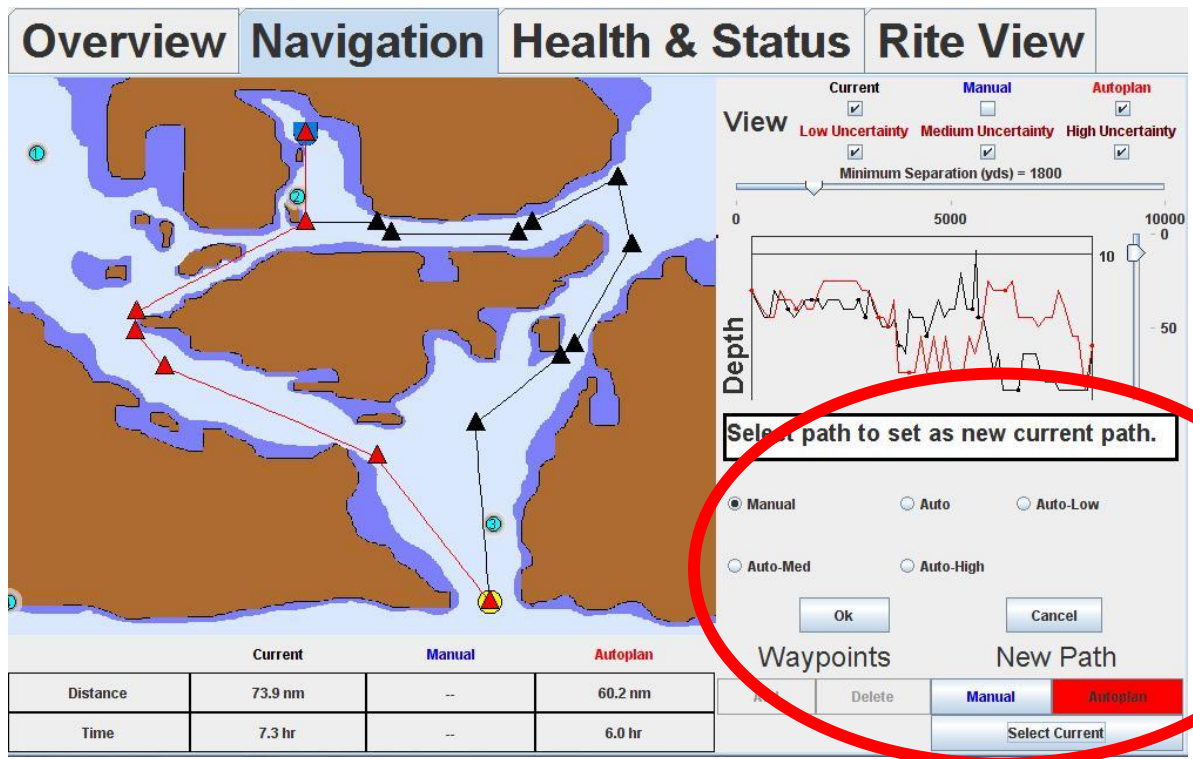 Overview Navigation Health & Status Rite View
Current Manual Autoplan
View
Low Uncertainty Medium Uncertainty High Uncertainty
Minimum Separation (yds) = 1800
0 5000 10000
0
10
50
Depth
1
2
3
Select path to set as new current path.
Manual Auto Auto-Low
Auto-Med Auto-High
Ok Cancel
Waypoints New Path
Delete Manual Autoplan
Select Current
Current Manual Autoplan
Distance 73.9 nm -- 60.2 nm
Time 7.3 hr -- 6.0 hr